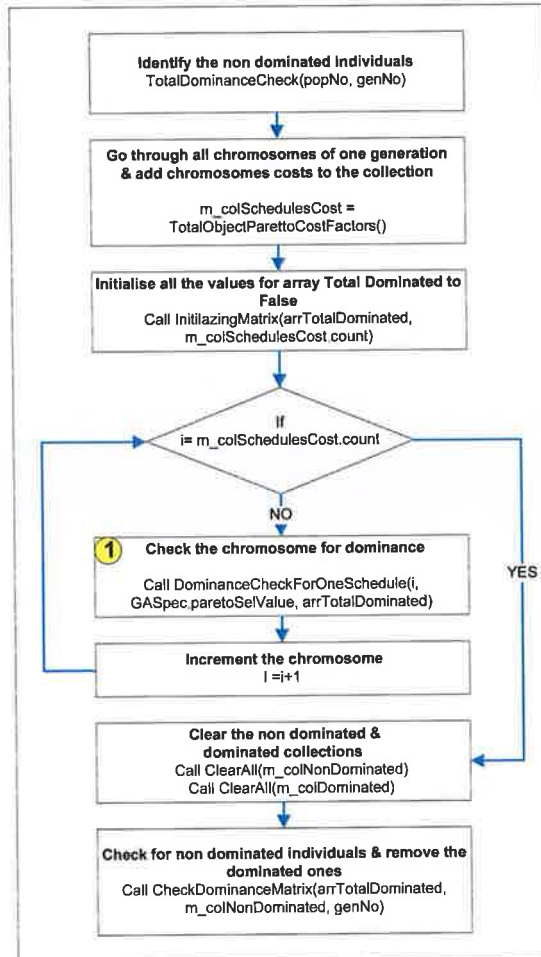 Identify the non dominated individuals
TotalDominanceCheck(popNo, genNo)
Go through all chromosomes of one generation
& add chromosomes costs to the collection
m_colSchedulesCost =
TotalObjectParettoCostFactors()
Initialise all the values for array Total Dominated to
False
Call InitilazingMatrix(arrTotalDominated,
m_colSchedulesCost.count)
If
i= m_colSchedulesCost.count
NO
YES
1
Check the chromosome for dominance
Call DominanceCheckForOneSchedule(i,
GASpec.paretoSelValue, arrTotalDominated)
Increment the chromosome
I =i+1
Clear the non dominated &
dominated collections
Call ClearAll(m_colNonDominated)
Call ClearAll(m_colDominated)
Check for non dominated individuals & remove the
dominated ones
Call CheckDominanceMatrix(arrTotalDominated,
m_colNonDominated, genNo)